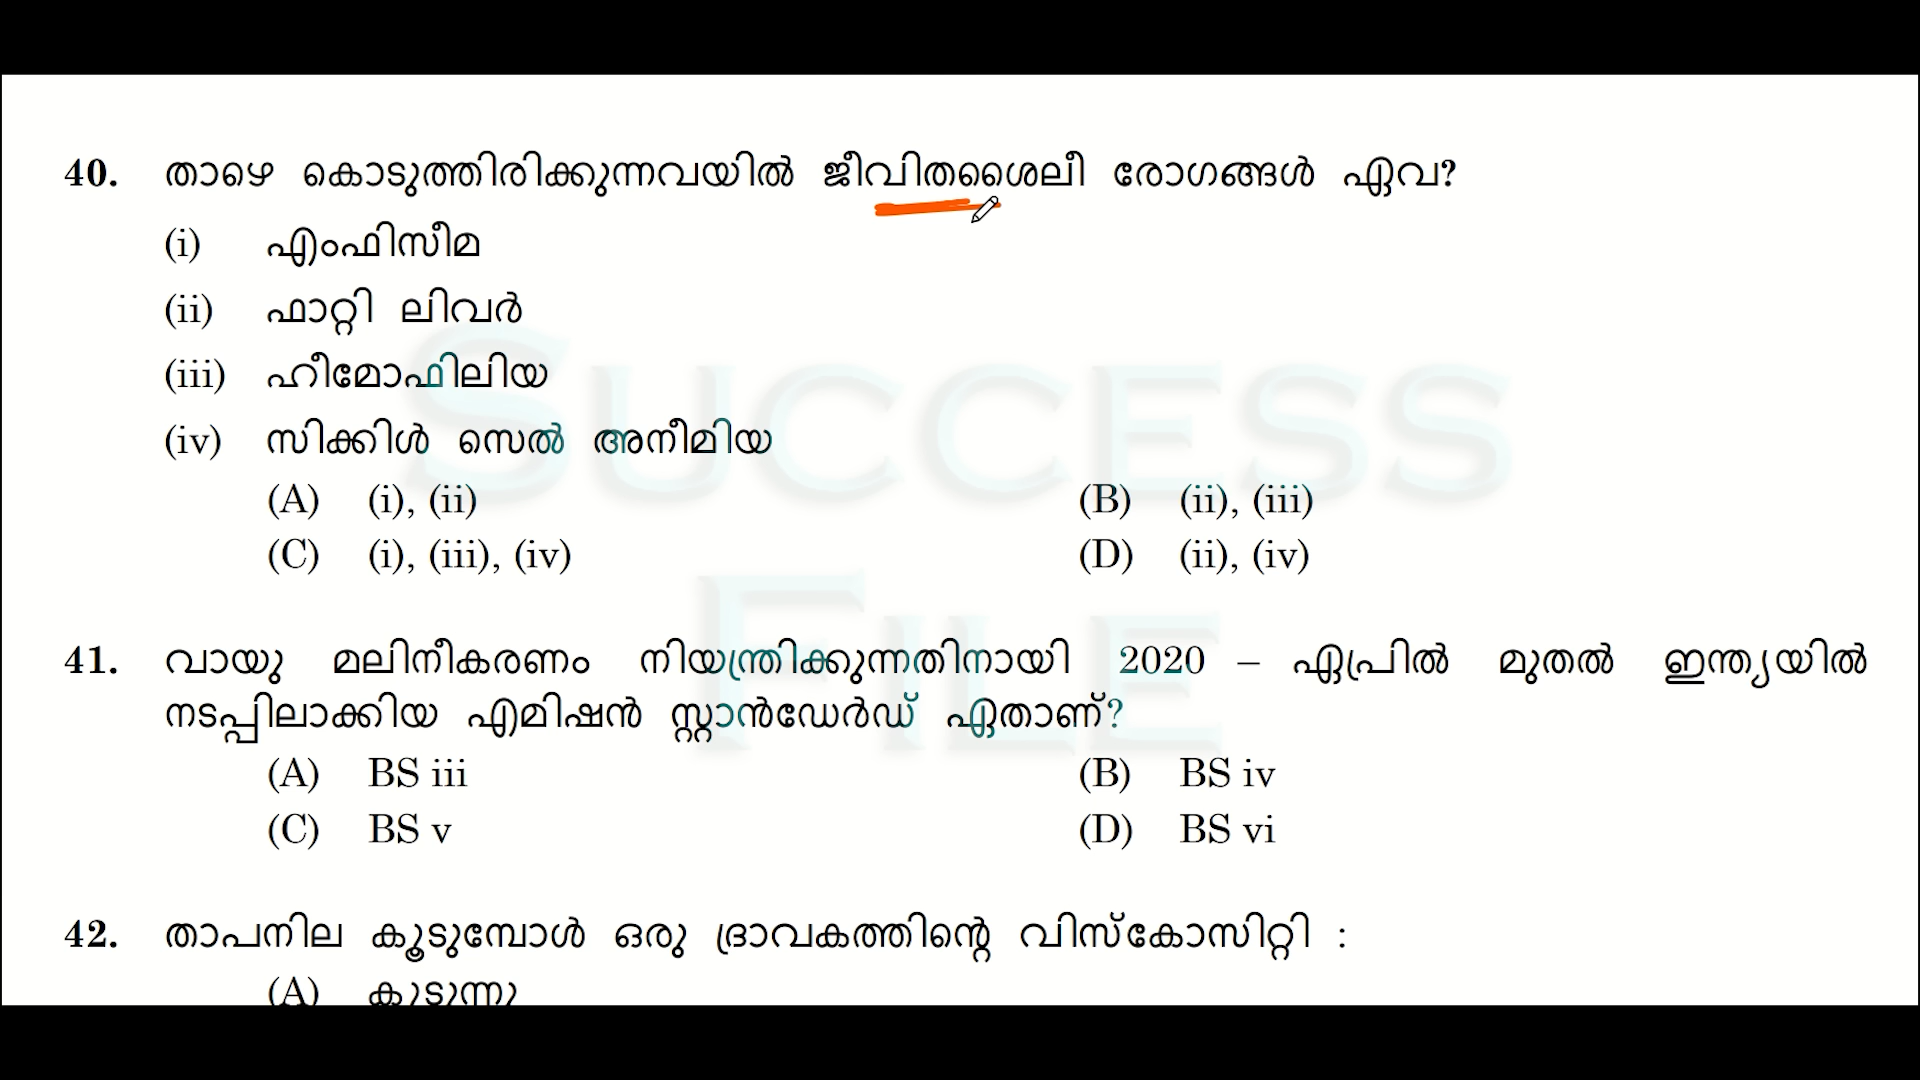 40. താഴെ കൊടുത്തിരിക്കുന്നവയിൽ ജീവിതശൈലീ രോഗങ്ങൾ ഏവ?
(i) എംഫിസീമ
(ii) ഫാറ്റി ലിവർ
(iii) ഹീമോഫിലിയ
(iv) സിക്കിൾ സെൽ അനീമിയ
(A) (i), (ii) (B) (ii), (iii)
(C) (i), (iii), (iv) (D) (ii), (iv)
41. വായു മലിനീകരണം നിയന്ത്രിക്കുന്നതിനായി 2020 – ഏപ്രിൽ മുതൽ ഇന്ത്യയിൽ
നടപ്പിലാക്കിയ എമിഷൻ സ്റ്റാൻഡേർഡ് ഏതാണ്?
(A) BS iii (B) BS iv
(C) BS v (D) BS vi
42. താപനില കൂടുമ്പോൾ ഒരു ദ്രാവകത്തിന്റെ വിസ്കോസിറ്റി :
(A) കൂടുന്നു
SUCCESS
FILE